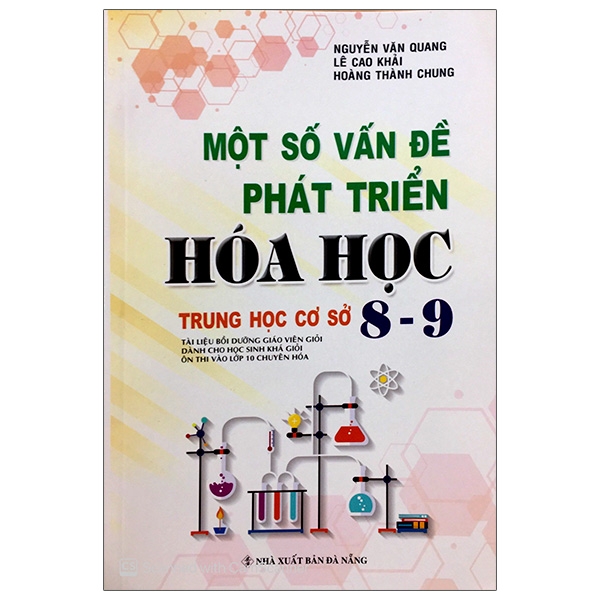 NGUYỄN VĂN QUANG
LÊ CAO KHẢI
HOÀNG THÀNH CHUNG
MỘT SỐ VẤN ĐỀ
PHÁT TRIỂN
HÓA HỌC
TRUNG HỌC CƠ SỞ 8 - 9
TÀI LIỆU BỒI DƯỠNG GIÁO VIÊN GIỎI
DÀNH CHO HỌC SINH KHÁ GIỎI
ÔN THI VÀO LỚP 10 CHUYÊN HÓA
NHÀ XUẤT BẢN ĐÀ NẴNG
CS
with